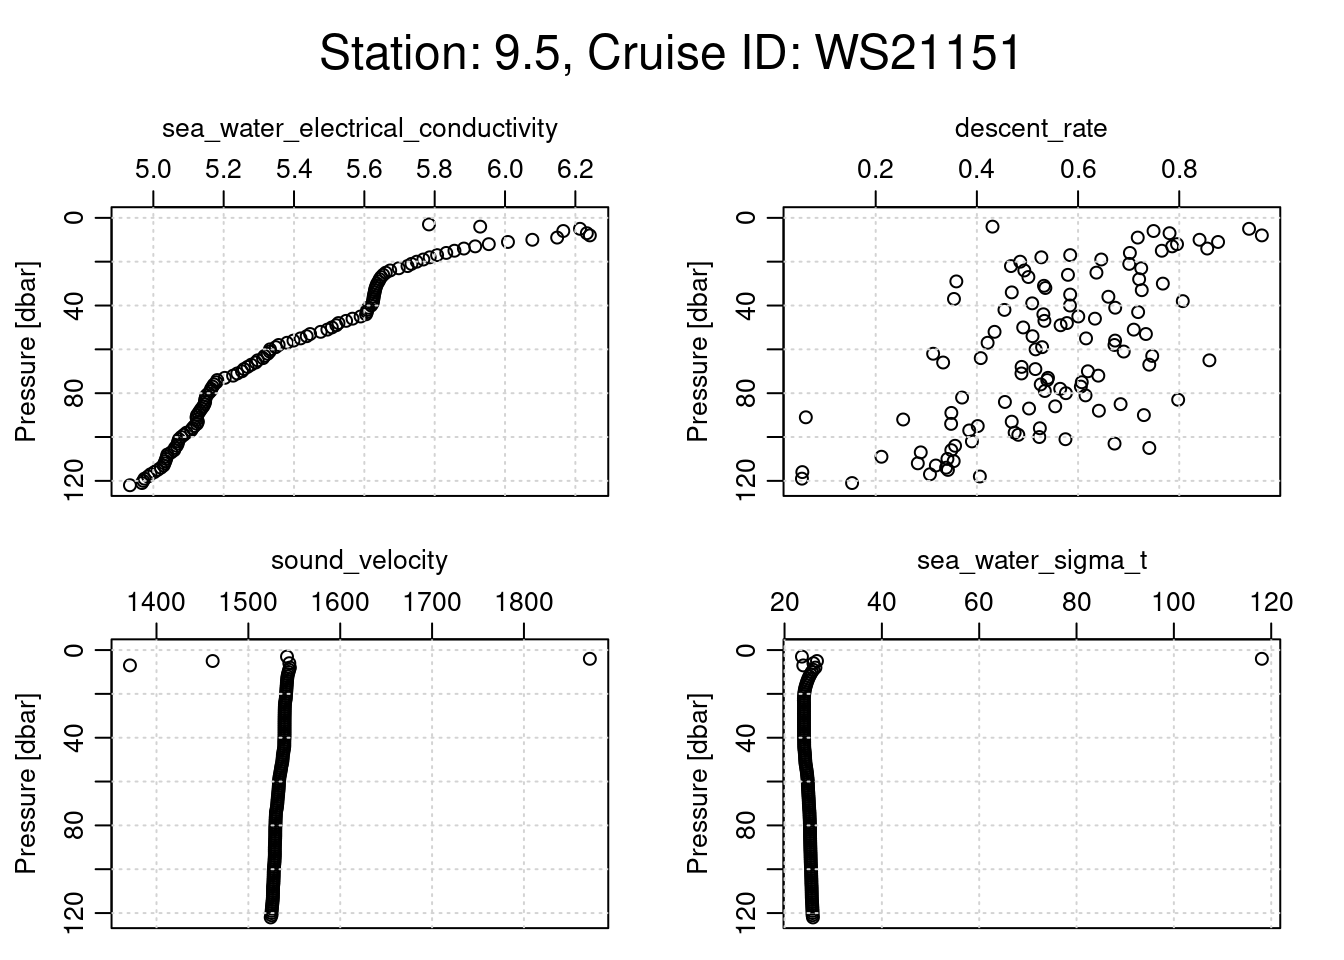 Station: 9.5, Cruise ID: WS21151
sea_water_electrical_conductivity
5.0 5.2 5.4 5.6 5.8 6.0 6.2
Pressure [dbar]
0 40 80 120
descent_rate
0.2 0.4 0.6 0.8
Pressure [dbar]
0 40 80 120
sound_velocity
1400 1500 1600 1700 1800
Pressure [dbar]
0 40 80 120
sea_water_sigma_t
20 40 60 80 100 120
Pressure [dbar]
0 40 80 120